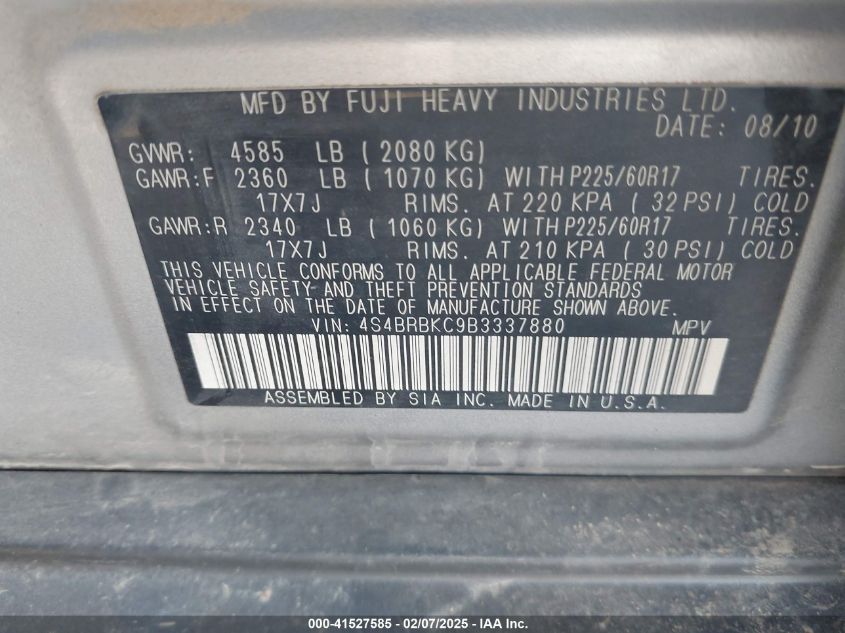 MFD BY FUJI HEAVY INDUSTRIES LTD.
DATE: 08/10
GVWR: 4585 LB ( 2080 KG)
GAWR:F 2360 LB ( 1070 KG) WITH P225/60R17 TIRES.
17X7J RIMS. AT 220 KPA ( 32 PSI) COLD
GAWR:R 2340 LB ( 1060 KG) WITH P225/60R17 TIRES.
17X7J RIMS. AT 210 KPA ( 30 PSI) COLD
THIS VEHICLE CONFORMS TO ALL APPLICABLE FEDERAL MOTOR
VEHICLE SAFETY AND THEFT PREVENTION STANDARDS
IN EFFECT ON THE DATE OF MANUFACTURE SHOWN ABOVE.
VIN: 4S4BRBKC9B3337880 MPV
ASSEMBLED BY SIA INC. MADE IN U.S.A.
000-41527585 - 02/07/2025 - IAA Inc.